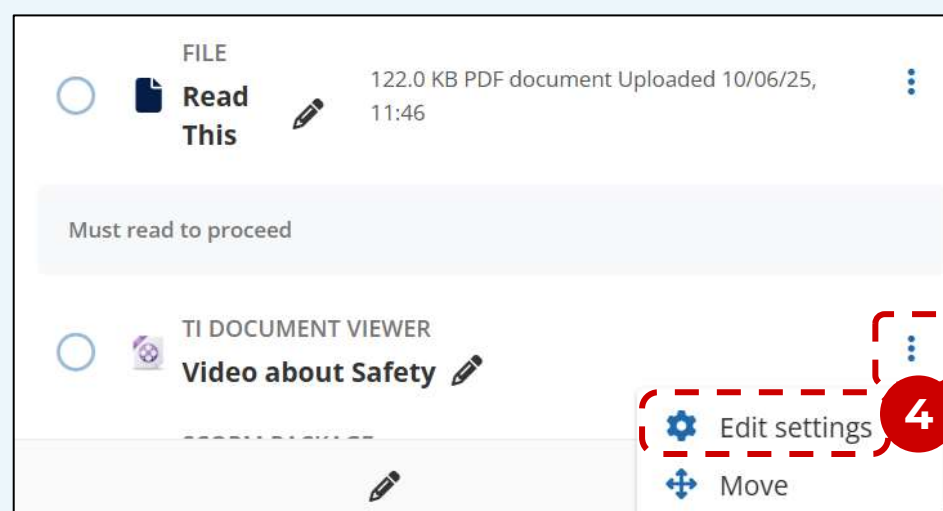 FILE
Read
This
122.0 KB PDF document Uploaded 10/06/25,
11:46
Must read to proceed
TI DOCUMENT VIEWER
Video about Safety
4
Edit settings
Move